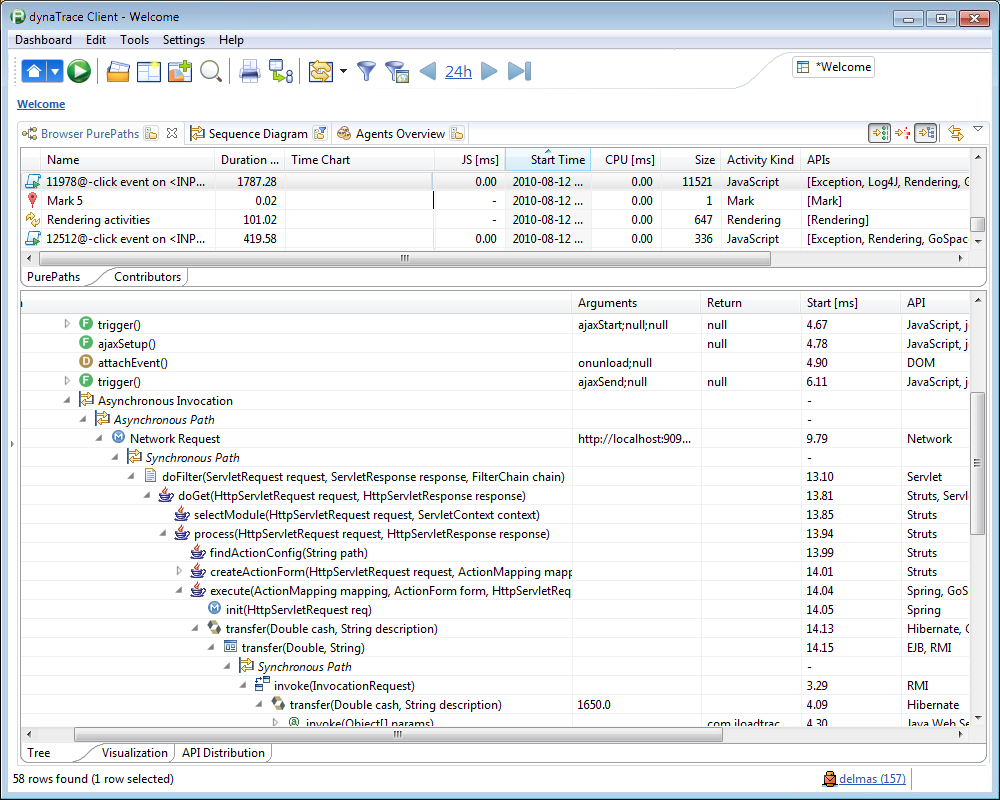 dynaTrace Client - Welcome
Dashboard Edit Tools Settings Help
24h *Welcome
Welcome
Browser PurePaths Sequence Diagram Agents Overview
Name Duration ... Time Chart JS [ms] Start Time CPU [ms] Size Activity Kind APIs
11978@-click event on <INP... 1787.28 0.00 2010-08-12 ... 0.00 11521 JavaScript [Exception, Log4J, Rendering, G
Mark 5 0.02 - 2010-08-12 ... 0.00 1 Mark [Mark]
Rendering activities 101.02 - 2010-08-12 ... 0.00 647 Rendering [Rendering]
12512@-click event on <INP... 419.58 0.00 2010-08-12 ... 0.00 336 JavaScript [Exception, Rendering, GoSpac
PurePaths Contributors
Arguments Return Start [ms] API
trigger() ajaxStart;null;null null 4.67 JavaScript, j
ajaxSetup() null 4.78 JavaScript, j
attachEvent() onunload;null 4.90 DOM
trigger() ajaxSend;null null 6.11 JavaScript, j
Asynchronous Invocation -
Asynchronous Path -
Network Request http://localhost:909... 9.79 Network
Synchronous Path -
doFilter(ServletRequest request, ServletResponse response, FilterChain chain) 13.10 Servlet
doGet(HttpServletRequest request, HttpServletResponse response) 13.81 Struts, Servl
selectModule(HttpServletRequest request, ServletContext context) 13.85 Struts
process(HttpServletRequest request, HttpServletResponse response) 13.94 Struts
findActionConfig(String path) 13.99 Struts
createActionForm(HttpServletRequest request, ActionMapping mapp 14.01 Struts
execute(ActionMapping mapping, ActionForm form, HttpServletReq 14.04 Spring, GoS
init(HttpServletRequest req) 14.05 Spring
transfer(Double cash, String description) 14.13 Hibernate, G
transfer(Double, String) 14.15 EJB, RMI
Synchronous Path -
invoke(InvocationRequest) 3.29 RMI
transfer(Double cash, String description) 1650.0 4.09 Hibernate
invoke(Object[] params) com.iloadtrac 4.30 Java Web Se
Tree Visualization API Distribution
58 rows found (1 row selected) delmas (157)